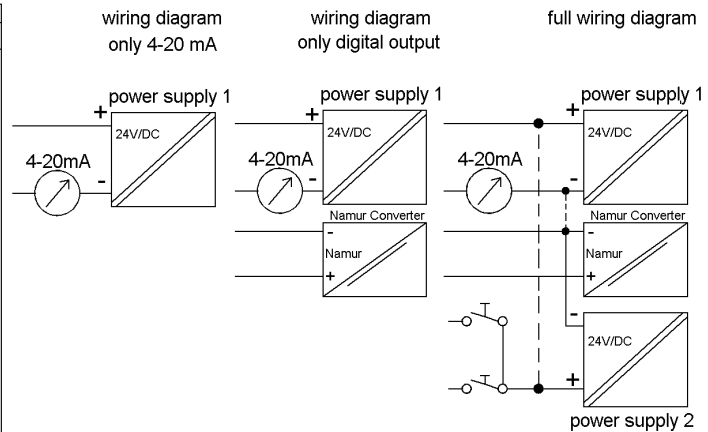 wiring diagram
only 4-20 mA
power supply 1
+
24V/DC
4-20mA
-
wiring diagram
only digital output
power supply 1
+
24V/DC
4-20mA
-
Namur Converter
-
Namur
+
full wiring diagram
power supply 1
+
24V/DC
4-20mA
-
Namur Converter
-
Namur
+
-
24V/DC
+
power supply 2